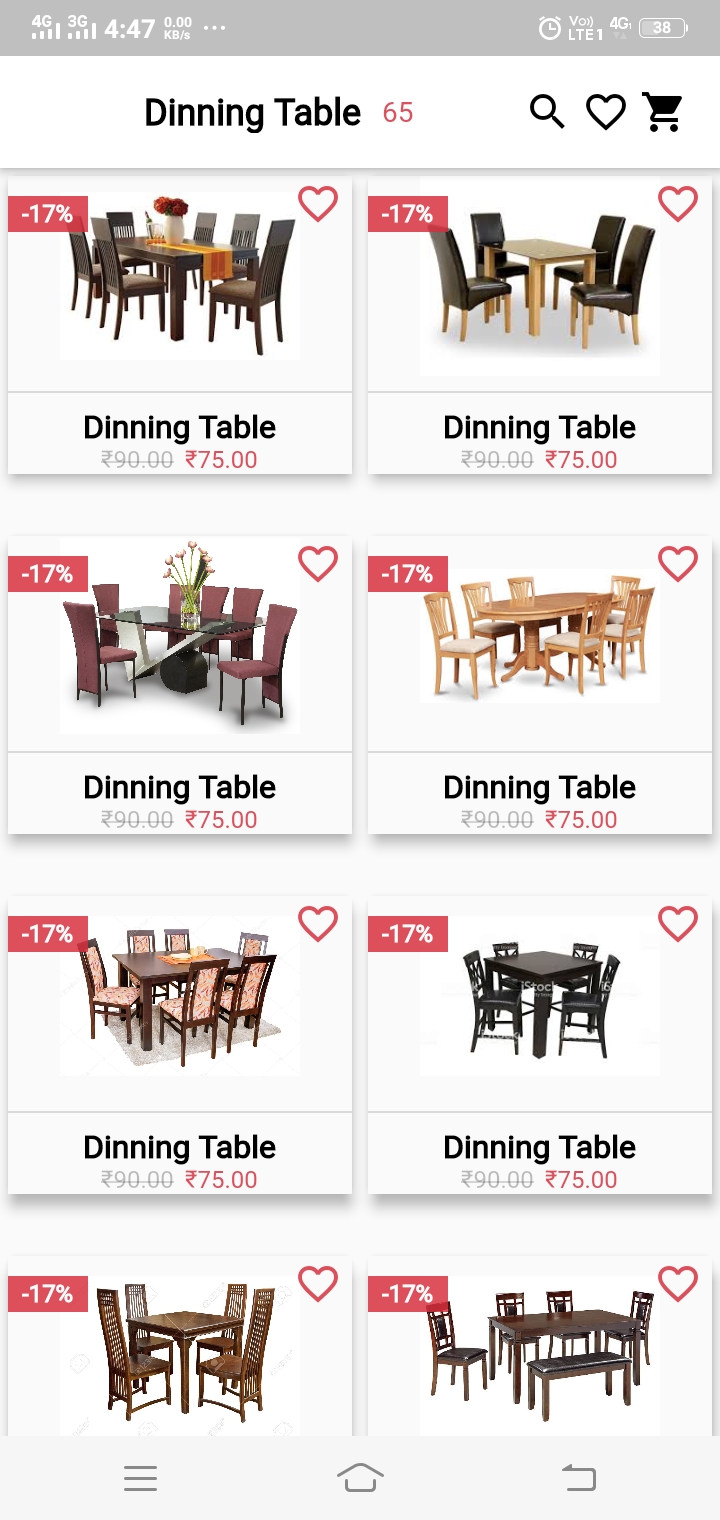 4G 3G 4:47 0.00 KB/s ... Vo)) LTE1 4G 38
Dinning Table 65
-17% -17%
Dinning Table Dinning Table
₹90.00 ₹75.00 ₹90.00 ₹75.00
-17% -17%
Dinning Table Dinning Table
₹90.00 ₹75.00 ₹90.00 ₹75.00
-17% -17%
iStock
iStock
Dinning Table Dinning Table
₹90.00 ₹75.00 ₹90.00 ₹75.00
-17% -17%